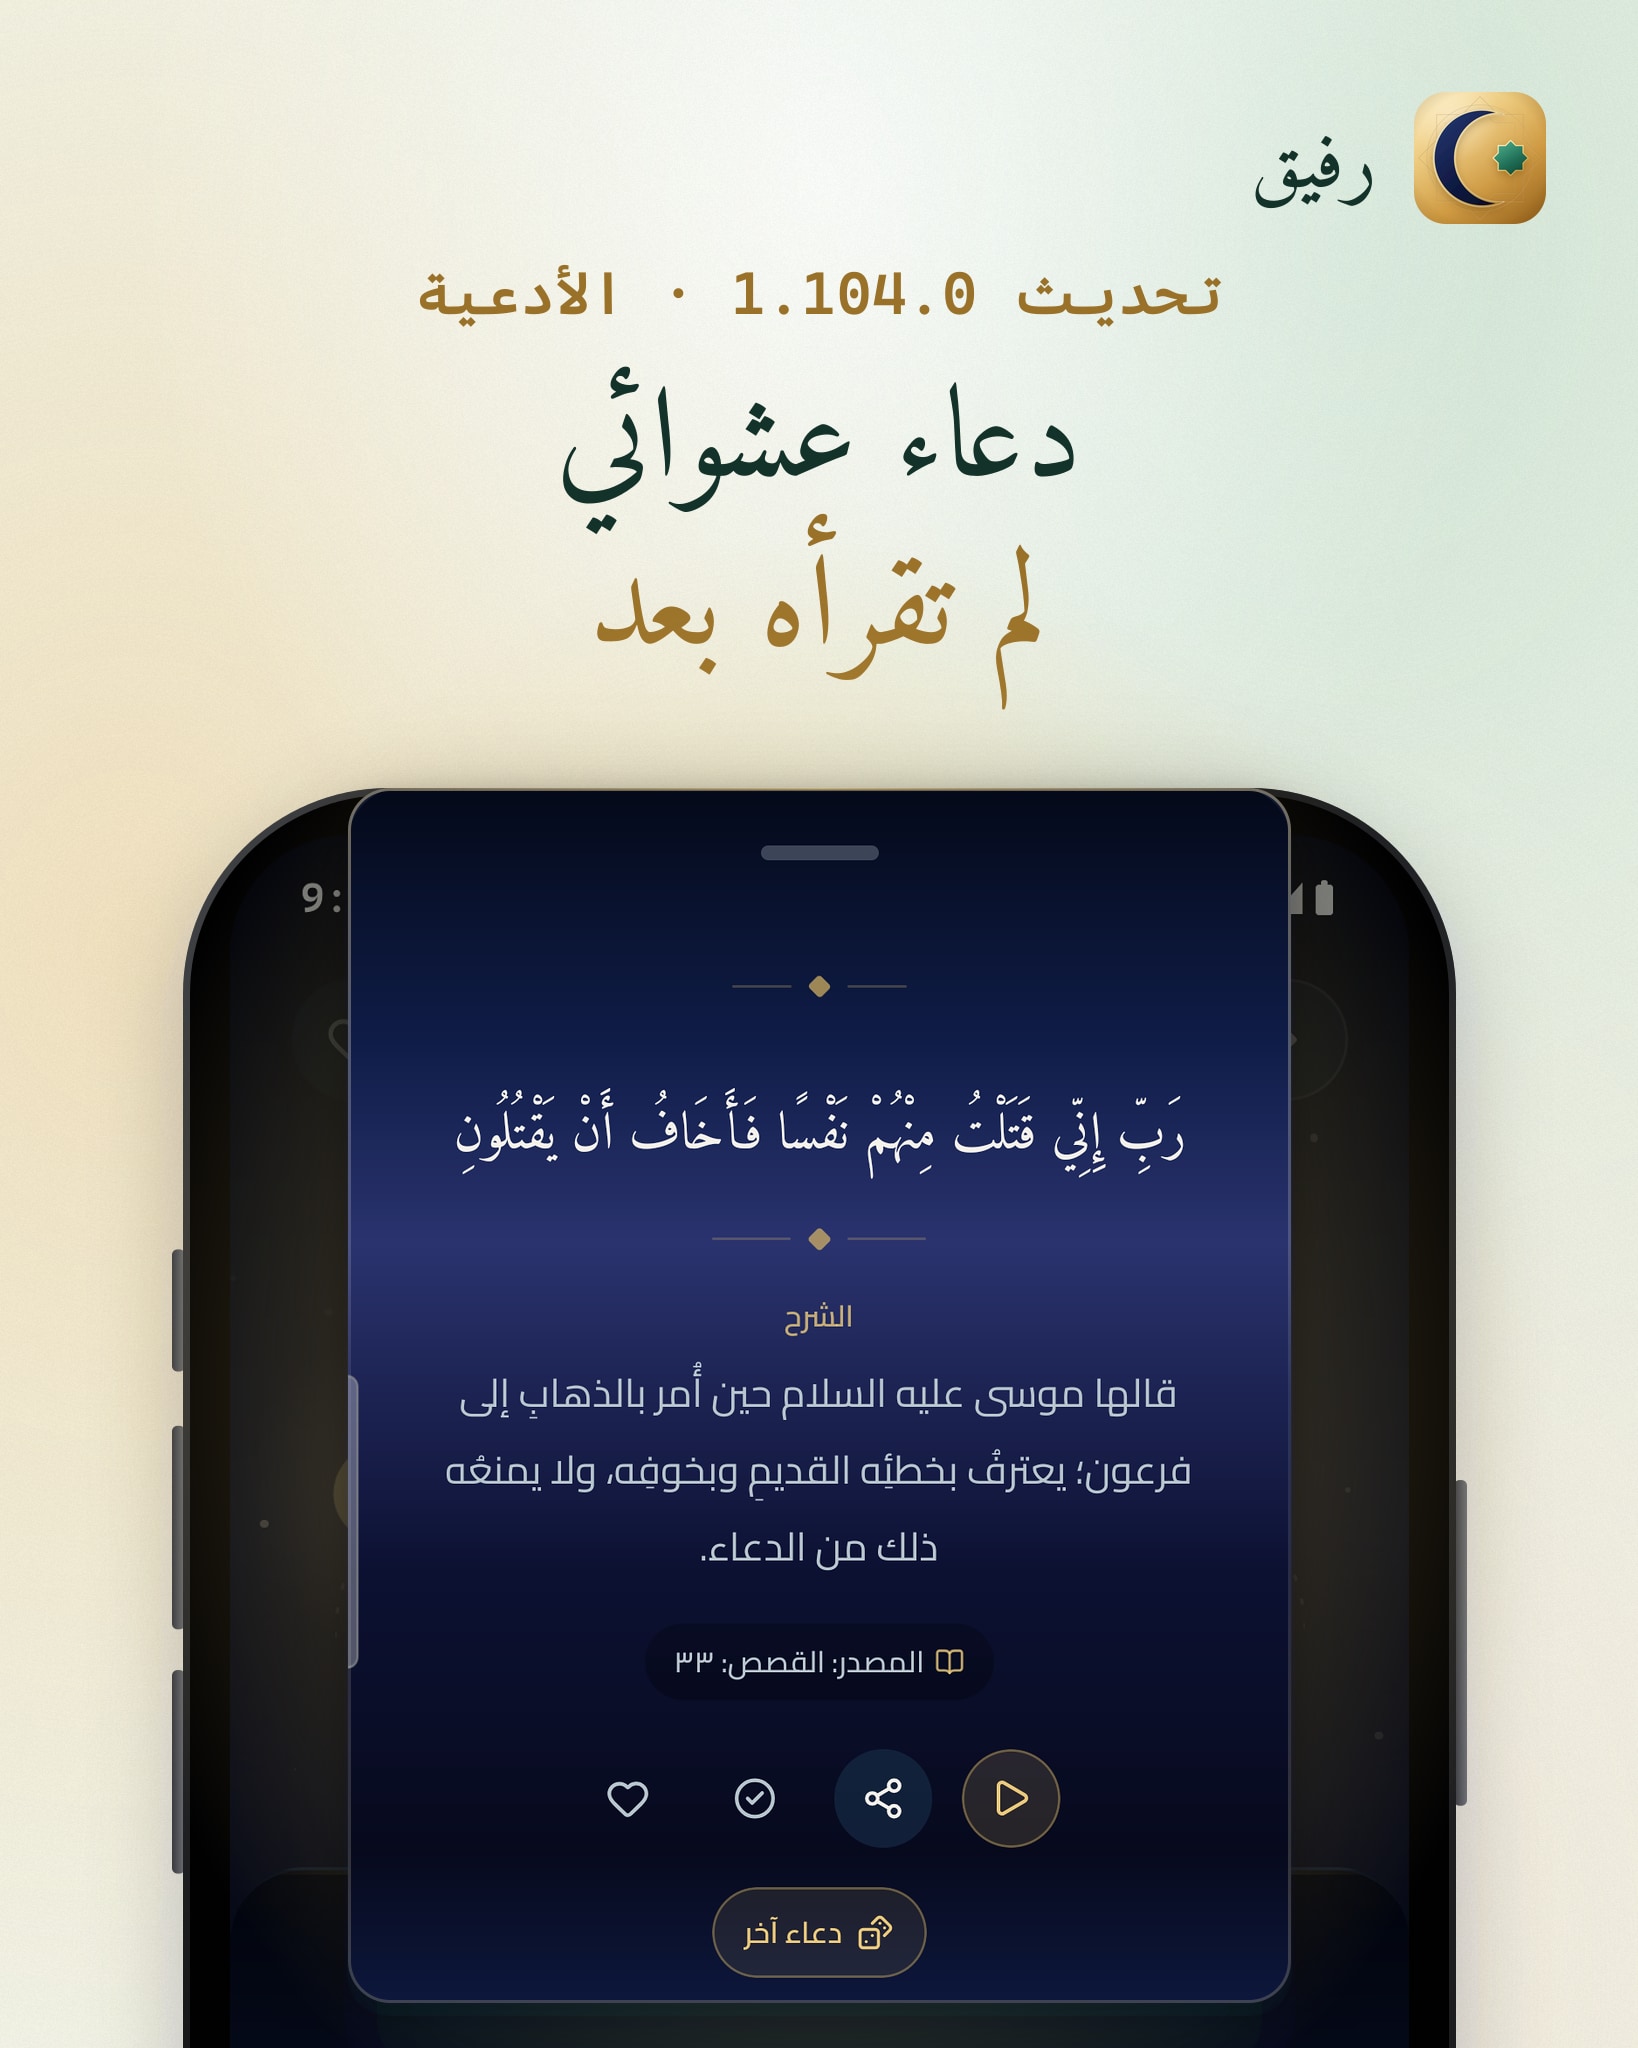 رفيق
تحديث 1.104.0 · الأدعية
دعاء عشوائي
لم تقرأه بعد
9:
رَبِّ إِنِّي قَتَلْتُ مِنْهُمْ نَفْسًا فَأَخَافُ أَنْ يَقْتُلُونِ
الشرح
قالها موسى عليه السلام حين أُمر بالذهابِ إلى
فرعون؛ يعترفُ بخطئِه القديمِ وبخوفِه، ولا يمنعُه
ذلك من الدعاء.
المصدر: القصص: ٣٣
دعاء آخر